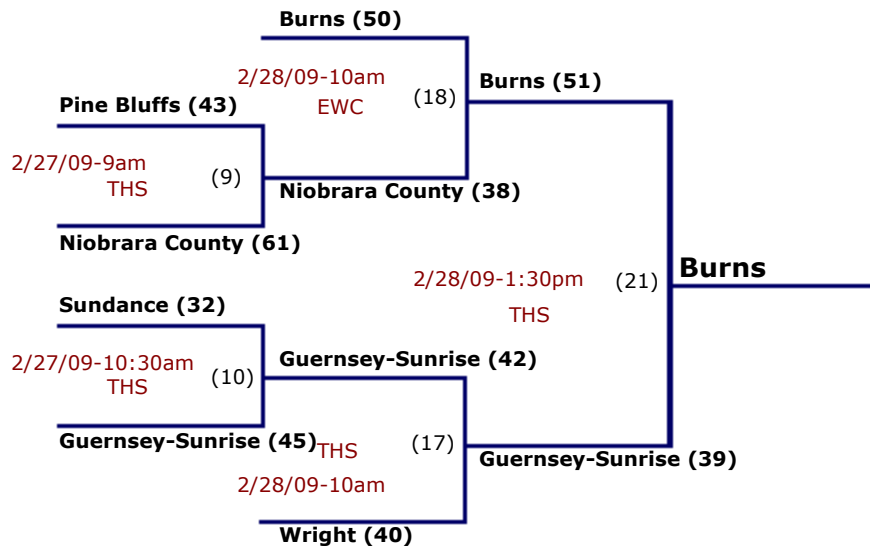 Burns (50)
2/28/09-10am
EWC
(18)
Burns (51)
Pine Bluffs (43)
2/27/09-9am
THS
(9)
Niobrara County (38)
Niobrara County (61)
2/28/09-1:30pm
THS
(21)
Burns
Sundance (32)
2/27/09-10:30am
THS
(10)
Guernsey-Sunrise (42)
Guernsey-Sunrise (45)
THS
2/28/09-10am
(17)
Guernsey-Sunrise (39)
Wright (40)